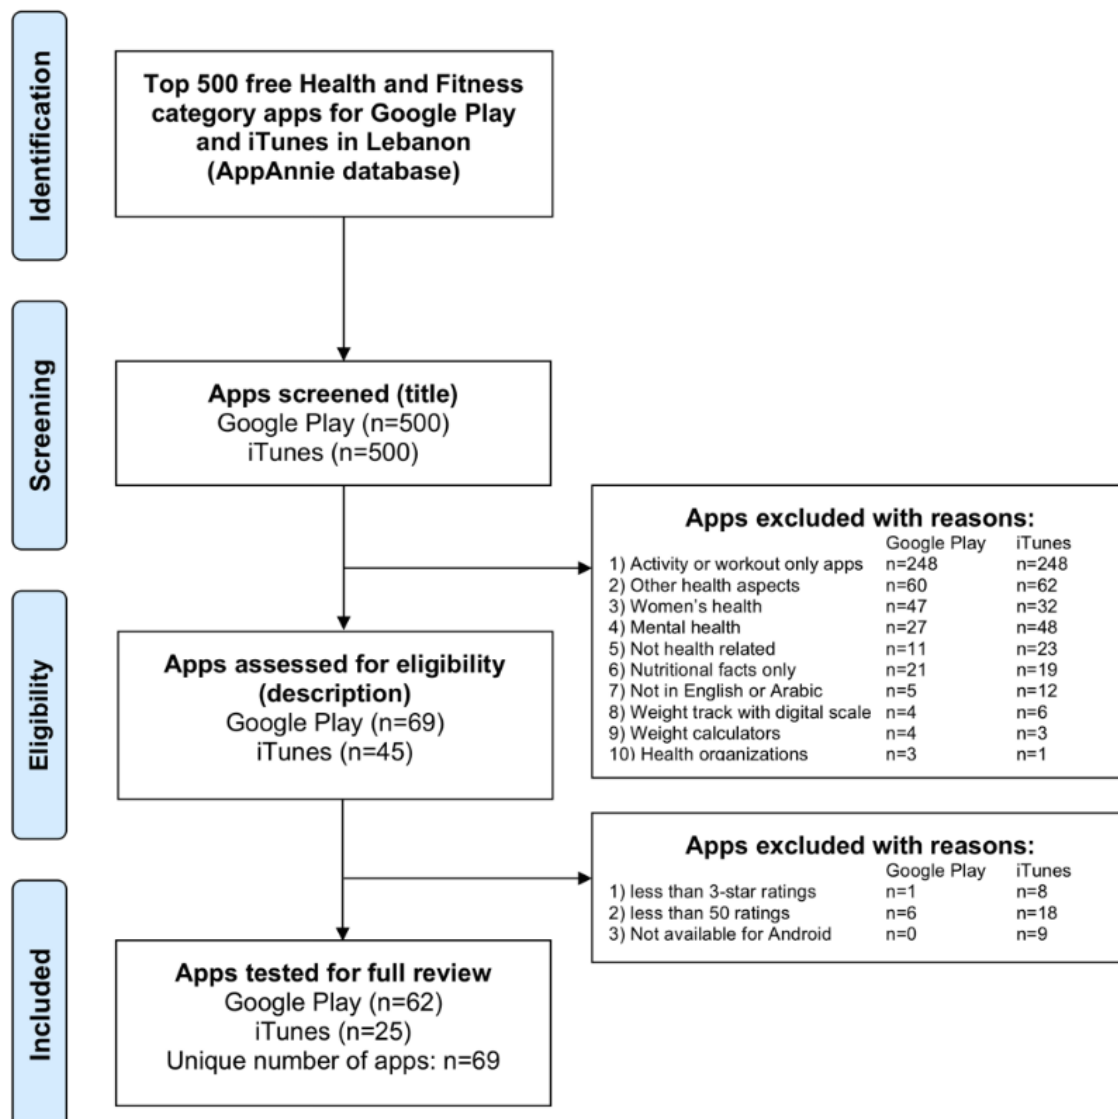 Identification
Top 500 free Health and Fitness
category apps for Google Play
and iTunes in Lebanon
(AppAnnie database)
Screening
Apps screened (title)
Google Play (n=500)
iTunes (n=500)
Apps excluded with reasons:
Google Play iTunes
1) Activity or workout only apps n=248 n=248
2) Other health aspects n=60 n=62
3) Women's health n=47 n=32
4) Mental health n=27 n=48
5) Not health related n=11 n=23
6) Nutritional facts only n=21 n=19
7) Not in English or Arabic n=5 n=12
8) Weight track with digital scale n=4 n=6
9) Weight calculators n=4 n=3
10) Health organizations n=3 n=1
Eligibility
Apps assessed for eligibility
(description)
Google Play (n=69)
iTunes (n=45)
Apps excluded with reasons:
Google Play iTunes
1) less than 3-star ratings n=1 n=8
2) less than 50 ratings n=6 n=18
3) Not available for Android n=0 n=9
Included
Apps tested for full review
Google Play (n=62)
iTunes (n=25)
Unique number of apps: n=69